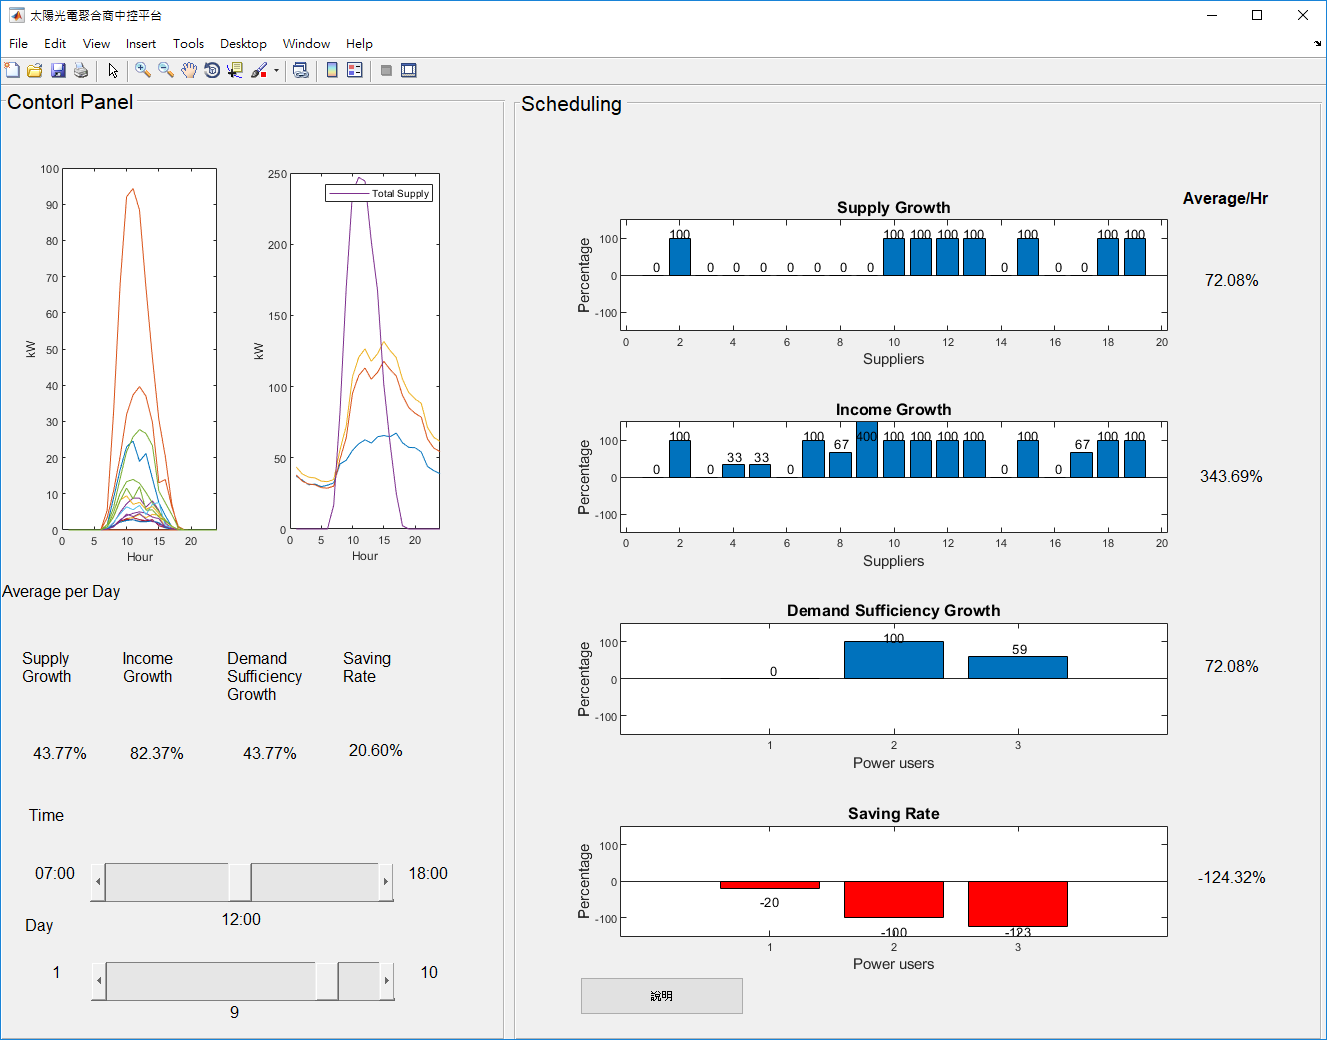 太陽光電聚合商中控平台
File Edit View Insert Tools Desktop Window Help
Contorl Panel
100
90
80
70
60
50
40
30
20
10
0
kW
0 5 10 15 20
Hour
250
200
150
100
50
0
kW
Total Supply
0 5 10 15 20
Hour
Average per Day
Supply Growth
Income Growth
Demand Sufficiency Growth
Saving Rate
43.77% 82.37% 43.77% 20.60%
Time
07:00 18:00
12:00
Day
1 10
9
Scheduling
Average/Hr
Supply Growth
Percentage
100
0
-100
0 100 0 0 0 0 0 0 0 100 100 100 100 0 100 0 0 100 100
0 2 4 6 8 10 12 14 16 18 20
Suppliers
72.08%
Income Growth
Percentage
100
0
-100
0 100 0 33 33 0 100 67 400 100 100 100 100 0 100 0 67 100 100
0 2 4 6 8 10 12 14 16 18 20
Suppliers
343.69%
Demand Sufficiency Growth
Percentage
100
0
-100
0 100 59
1 2 3
Power users
72.08%
Saving Rate
Percentage
100
0
-100
-20 -100 -123
1 2 3
Power users
-124.32%
說明